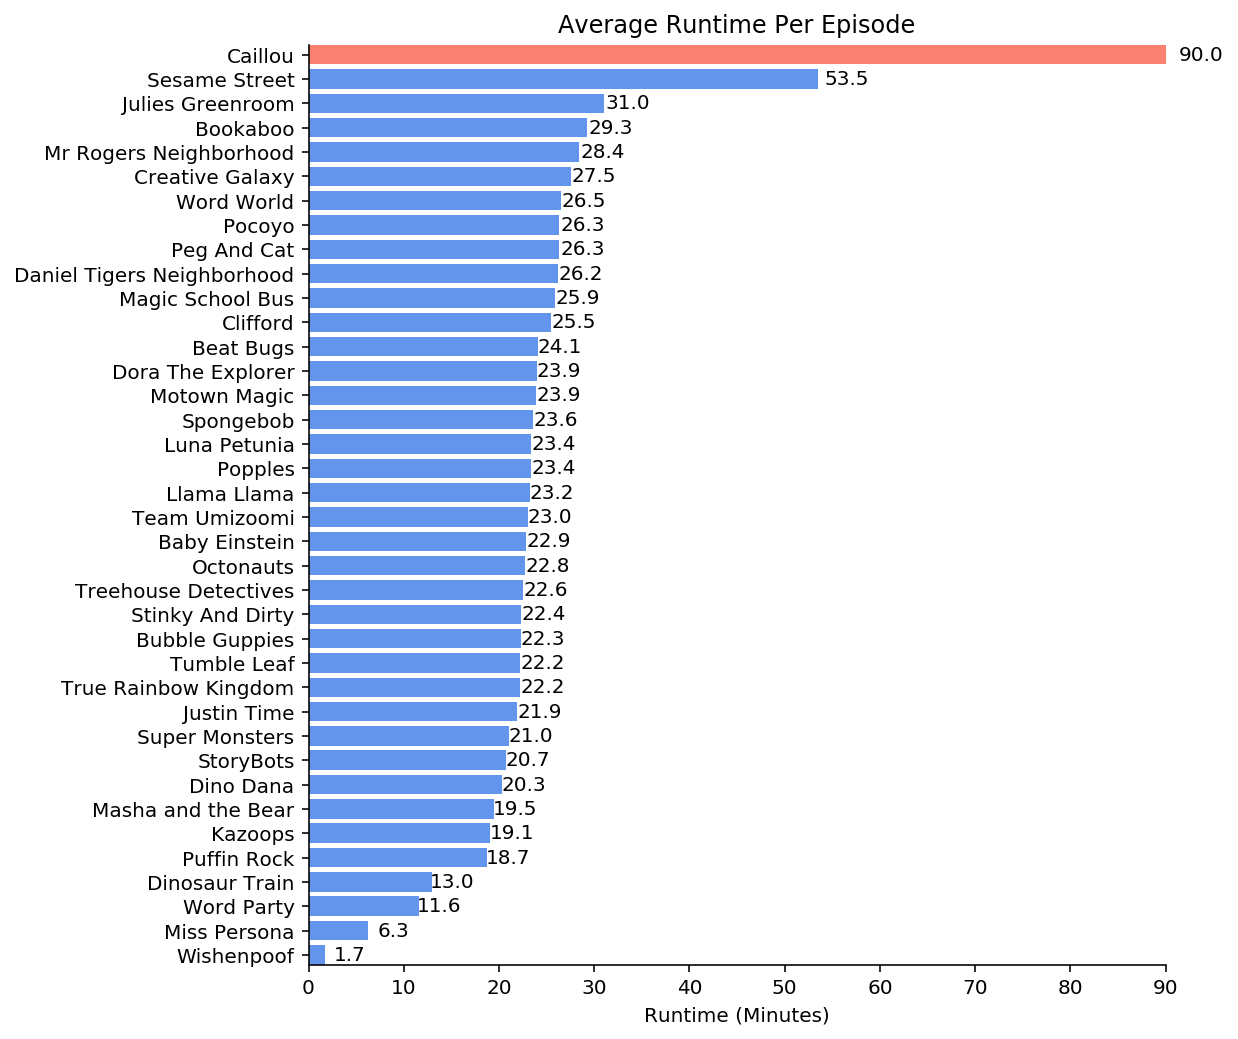 Average Runtime Per Episode
Caillou 90.0
Sesame Street 53.5
Julies Greenroom 31.0
Bookaboo 29.3
Mr Rogers Neighborhood 28.4
Creative Galaxy 27.5
Word World 26.5
Pocoyo 26.3
Peg And Cat 26.3
Daniel Tigers Neighborhood 26.2
Magic School Bus 25.9
Clifford 25.5
Beat Bugs 24.1
Dora The Explorer 23.9
Motown Magic 23.9
Spongebob 23.6
Luna Petunia 23.4
Popples 23.4
Llama Llama 23.2
Team Umizoomi 23.0
Baby Einstein 22.9
Octonauts 22.8
Treehouse Detectives 22.6
Stinky And Dirty 22.4
Bubble Guppies 22.3
Tumble Leaf 22.2
True Rainbow Kingdom 22.2
Justin Time 21.9
Super Monsters 21.0
StoryBots 20.7
Dino Dana 20.3
Masha and the Bear 19.5
Kazoops 19.1
Puffin Rock 18.7
Dinosaur Train 13.0
Word Party 11.6
Miss Persona 6.3
Wishenpoof 1.7
0 10 20 30 40 50 60 70 80 90
Runtime (Minutes)